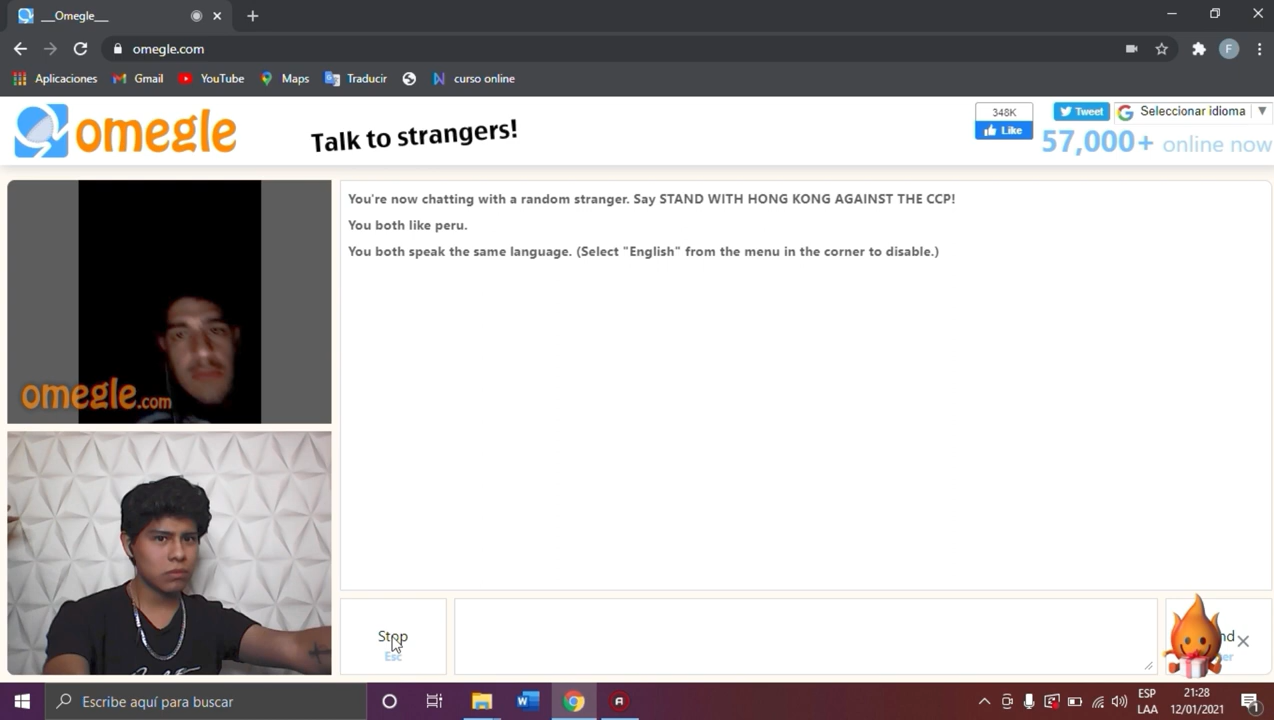 ___Omegle___
omegle.com
F
Aplicaciones
Gmail
YouTube
Maps
Traducir
curso online
omegle
Talk to strangers!
348K
Like
Tweet
Seleccionar idioma
57,000+ online now
You're now chatting with a random stranger. Say STAND WITH HONG KONG AGAINST THE CCP!
You both like peru.
You both speak the same language. (Select "English" from the menu in the corner to disable.)
omegle.com
Stop
Esc
Escribe aquí para buscar
ESP
LAA
21:28
12/01/2021
1